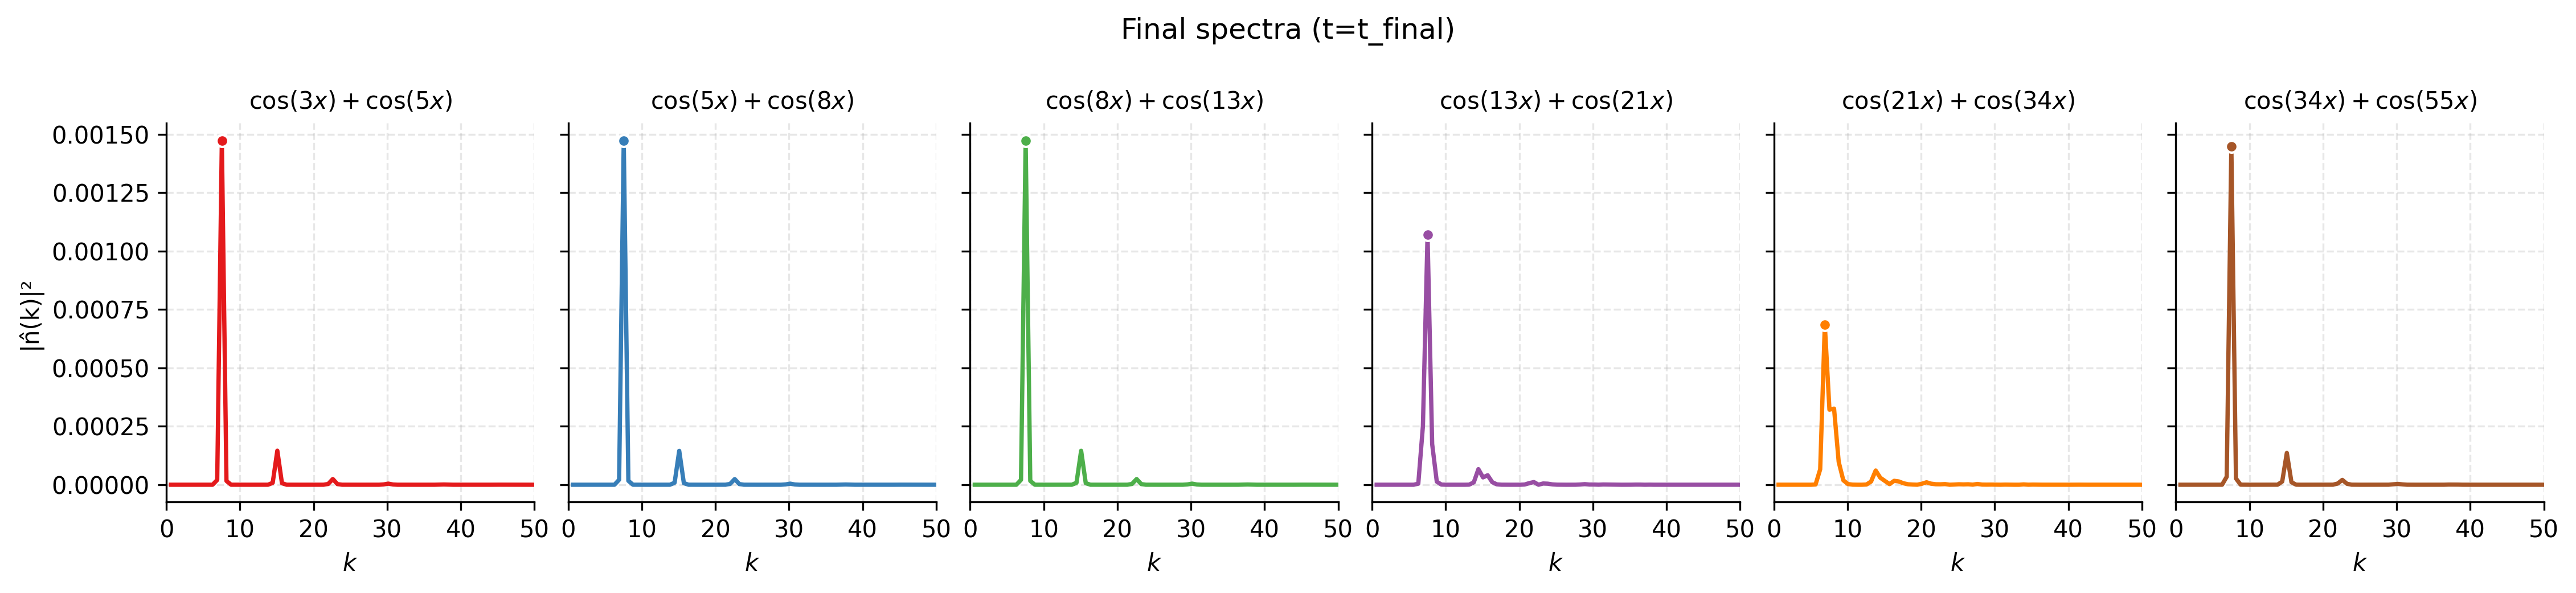 Final spectra (t=t_final)
cos(3x) + cos(5x)
cos(5x) + cos(8x)
cos(8x) + cos(13x)
cos(13x) + cos(21x)
cos(21x) + cos(34x)
cos(34x) + cos(55x)
|n̂(k)|²
0.00150
0.00125
0.00100
0.00075
0.00050
0.00025
0.00000
0 10 20 30 40 50
0 10 20 30 40 50
0 10 20 30 40 50
0 10 20 30 40 50
0 10 20 30 40 50
0 10 20 30 40 50
k
k
k
k
k
k